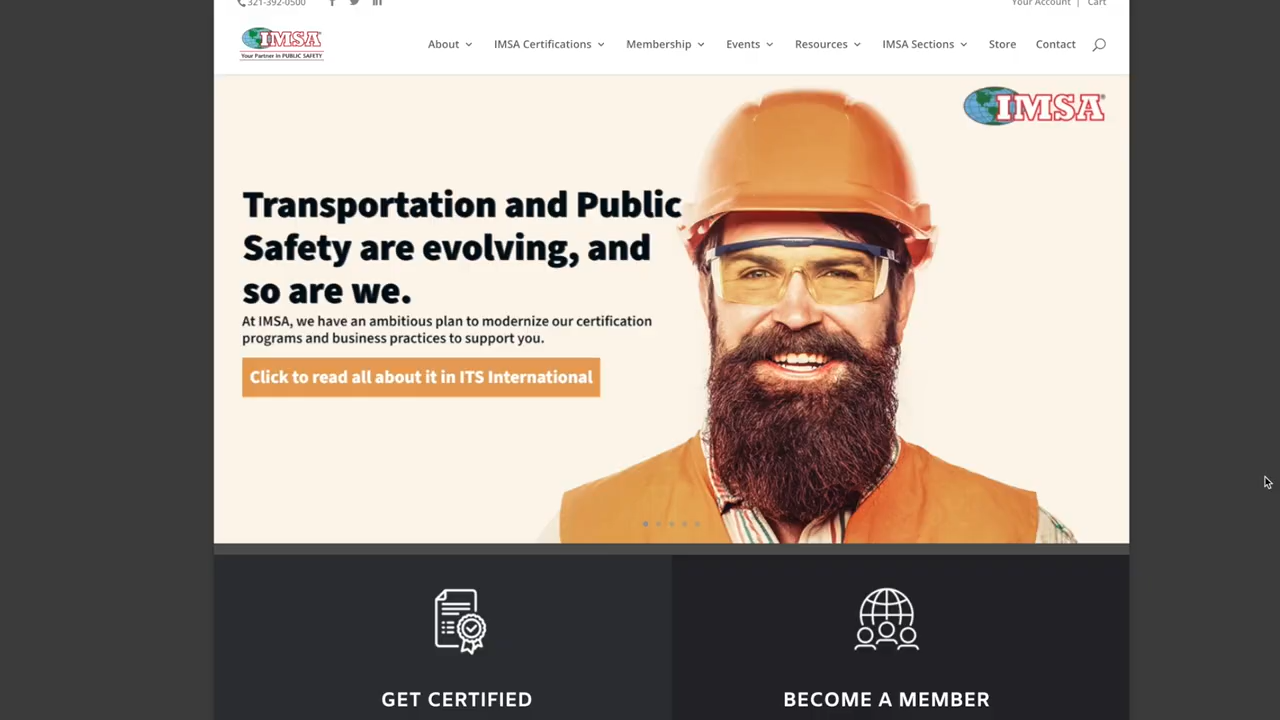 321-392-0500
Your Account | Cart
IMSA
Your Partner in PUBLIC SAFETY
About IMSA Certifications Membership Events Resources IMSA Sections Store Contact
IMSA
Transportation and Public
Safety are evolving, and
so are we.
At IMSA, we have an ambitious plan to modernize our certification
programs and business practices to support you.
Click to read all about it in ITS International
GET CERTIFIED
BECOME A MEMBER